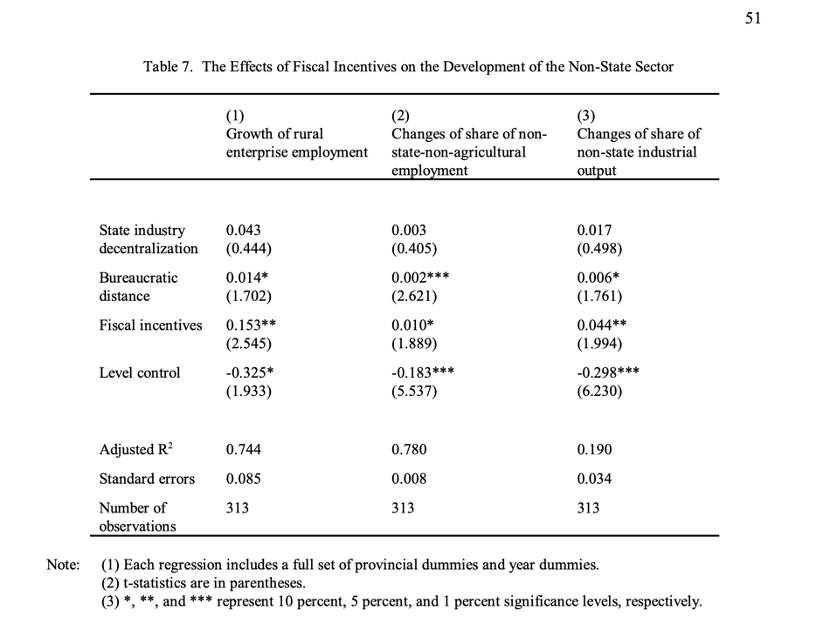 51
Table 7. The Effects of Fiscal Incentives on the Development of the Non-State Sector
(1) (2) (3)
Growth of rural Changes of share of non- Changes of share of
enterprise employment state-non-agricultural non-state industrial
employment output
State industry 0.043 0.003 0.017
decentralization (0.444) (0.405) (0.498)
Bureaucratic 0.014* 0.002*** 0.006*
distance (1.702) (2.621) (1.761)
Fiscal incentives 0.153** 0.010* 0.044**
(2.545) (1.889) (1.994)
Level control -0.325* -0.183*** -0.298***
(1.933) (5.537) (6.230)
Adjusted R² 0.744 0.780 0.190
Standard errors 0.085 0.008 0.034
Number of 313 313 313
observations
Note: (1) Each regression includes a full set of provincial dummies and year dummies.
(2) t-statistics are in parentheses.
(3) *, **, and *** represent 10 percent, 5 percent, and 1 percent significance levels, respectively.